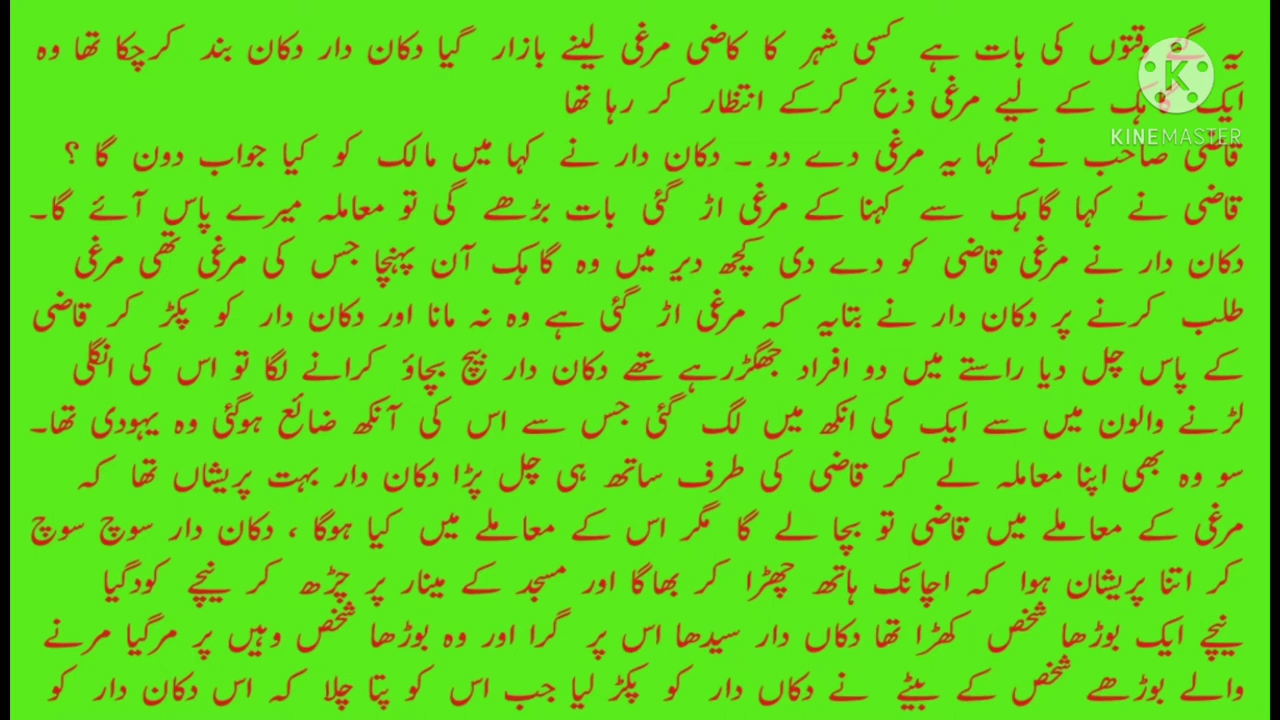 یہ گئے وقتوں کی بات ہے کسی شہر کا کاضی مرغی لینے بازار گیا دکان دار دکان بند کرچکا تھا وہ
ایک گاہک کے لیے مرغی ذبح کرکے انتظار کر رہا تھا
قاضی صاحب نے کہا یہ مرغی دے دو ۔ دکان دار نے کہا میں مالک کو کیا جواب دون گا ؟
قاضی نے کہا گاہک سے کہنا کے مرغی اڑ گئی بات بڑھے گی تو معاملہ میرے پاس آئے گا۔
دکان دار نے مرغی قاضی کو دے دی کچھ دیر میں وہ گاہک آن پہنچا جس کی مرغی تھی مرغی
طلب کرنے پر دکان دار نے بتایہ کہ مرغی اڑ گئی ہے وہ نہ مانا اور دکان دار کو پکڑ کر قاضی
کے پاس چل دیا راستے میں دو افراد جھگڑرہے تھے دکان دار بیچ بچاؤ کرانے لگا تو اس کی انگلی
لڑنے والون میں سے ایک کی انکھ میں لگ گئی جس سے اس کی آنکھ ضائع ہوگئی وہ یہودی تھا۔
سو وہ بھی اپنا معاملہ لے کر قاضی کی طرف ساتھ ہی چل پڑا دکان دار بہت پریشاں تھا کہ
مرغی کے معاملے میں قاضی تو بچا لے گا مگر اس کے معاملے میں کیا ہوگا ، دکان دار سوچ سوچ
کر اتنا پریشان ہوا کہ اچانک ہاتھ چھڑا کر بھاگا اور مسجد کے مینار پر چڑھ کر نیچے کودگیا
نیچے ایک بوڑھا شخص کھڑا تھا دکاں دار سیدھا اس پر گرا اور وہ بوڑھا شخص وہیں پر مرگیا مرنے
والے بوڑھے شخص کے بیٹے نے دکاں دار کو پکڑ لیا جب اس کو پتا چلا کہ اس دکان دار کو
K
KINEMASTER